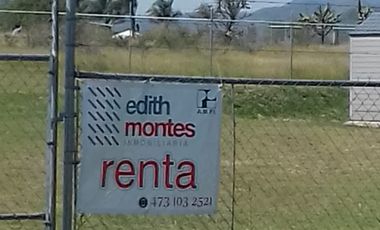 edith
montes
INMOBILIARIA
A.M.P.I.
renta
473 103 2521